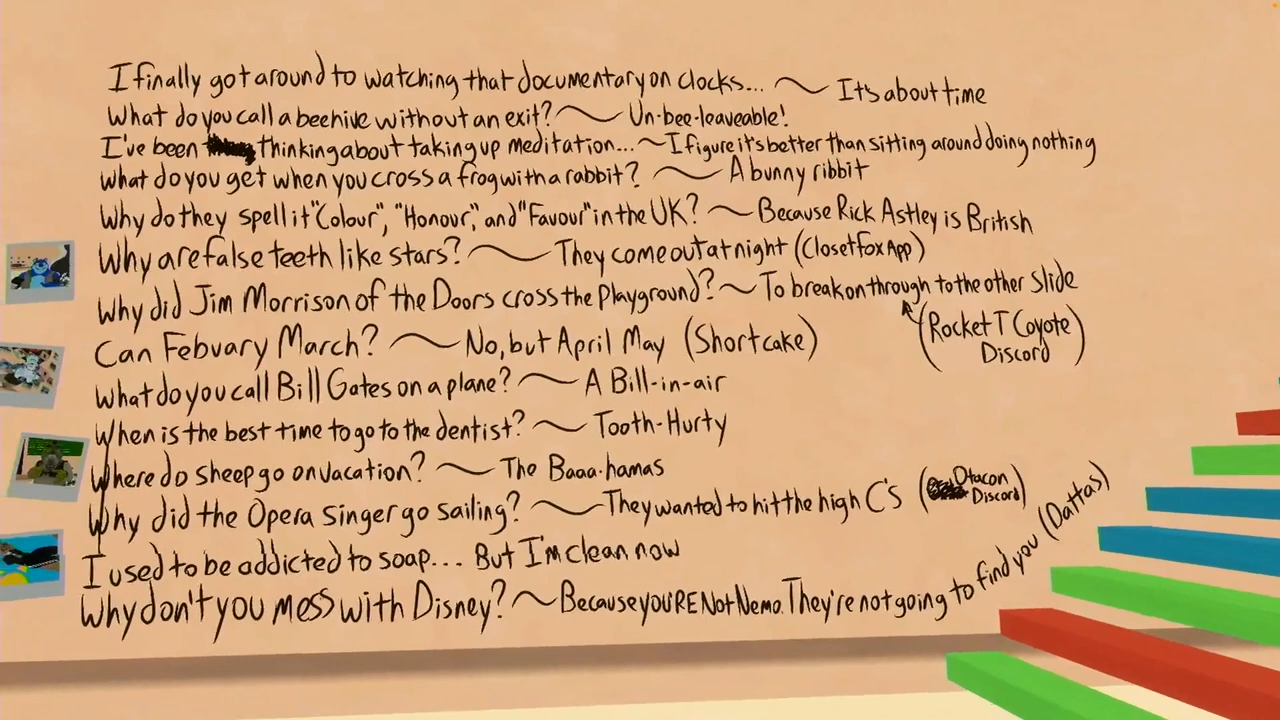 I finally got around to watching that documentary on clocks... ~ It's about time
What do you call a beehive without an exit? ~ Un-bee-leaveable!
I've been thinking about taking up meditation... ~ I figure it's better than sitting around doing nothing
What do you get when you cross a frog with a rabbit? ~ A bunny ribbit
Why do they spell it "Colour", "Honour", and "Favour" in the UK? ~ Because Rick Astley is British
Why are false teeth like stars? ~ They come out at night (ClosetFox App)
Why did Jim Morrison of the Doors cross the Playground? ~ To break on through to the other slide
(Rocket T Coyote
Discord)
Can Febuary March? ~ No, but April May (Shortcake)
What do you call Bill Gates on a plane? ~ A Bill-in-air
When is the best time to go to the dentist? ~ Tooth-Hurty
Where do sheep go on vacation? ~ The Baaa-hamas
Why did the Opera singer go sailing? ~ They wanted to hit the high C's (Otacon
Discord)
I used to be addicted to soap... But I'm clean now
Why don't you mess with Disney? ~ Because YOU'RE Not Nemo. They're not going to find you (Dattas)